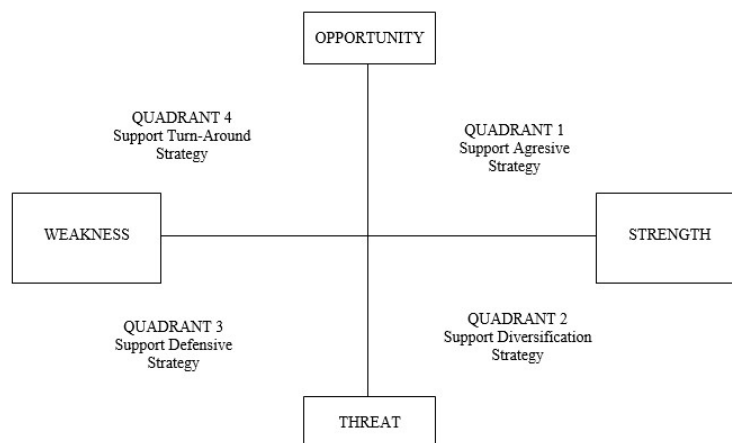 OPPORTUNITY
QUADRANT 4
Support Turn-Around
Strategy
QUADRANT 1
Support Agresive
Strategy
WEAKNESS
STRENGTH
QUADRANT 3
Support Defensive
Strategy
QUADRANT 2
Support Diversification
Strategy
THREAT